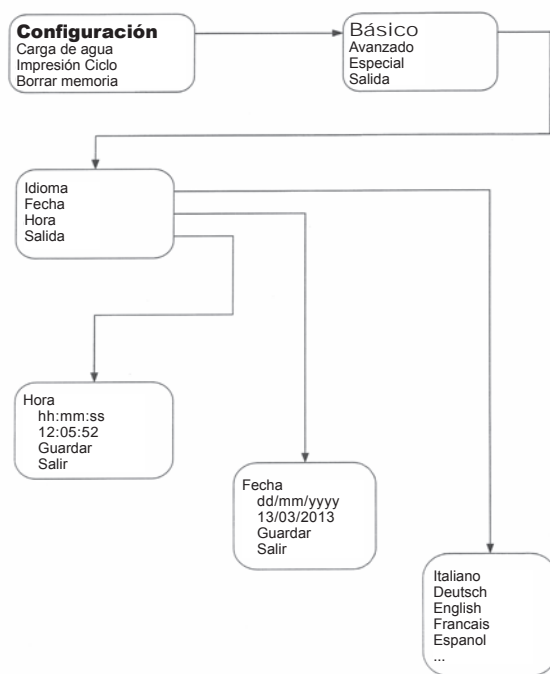 Configuración
Carga de agua
Impresión Ciclo
Borrar memoria
Básico
Avanzado
Especial
Salida
Idioma
Fecha
Hora
Salida
Hora
hh:mm:ss
12:05:52
Guardar
Salir
Fecha
dd/mm/yyyy
13/03/2013
Guardar
Salir
Italiano
Deutsch
English
Francais
Espanol
...